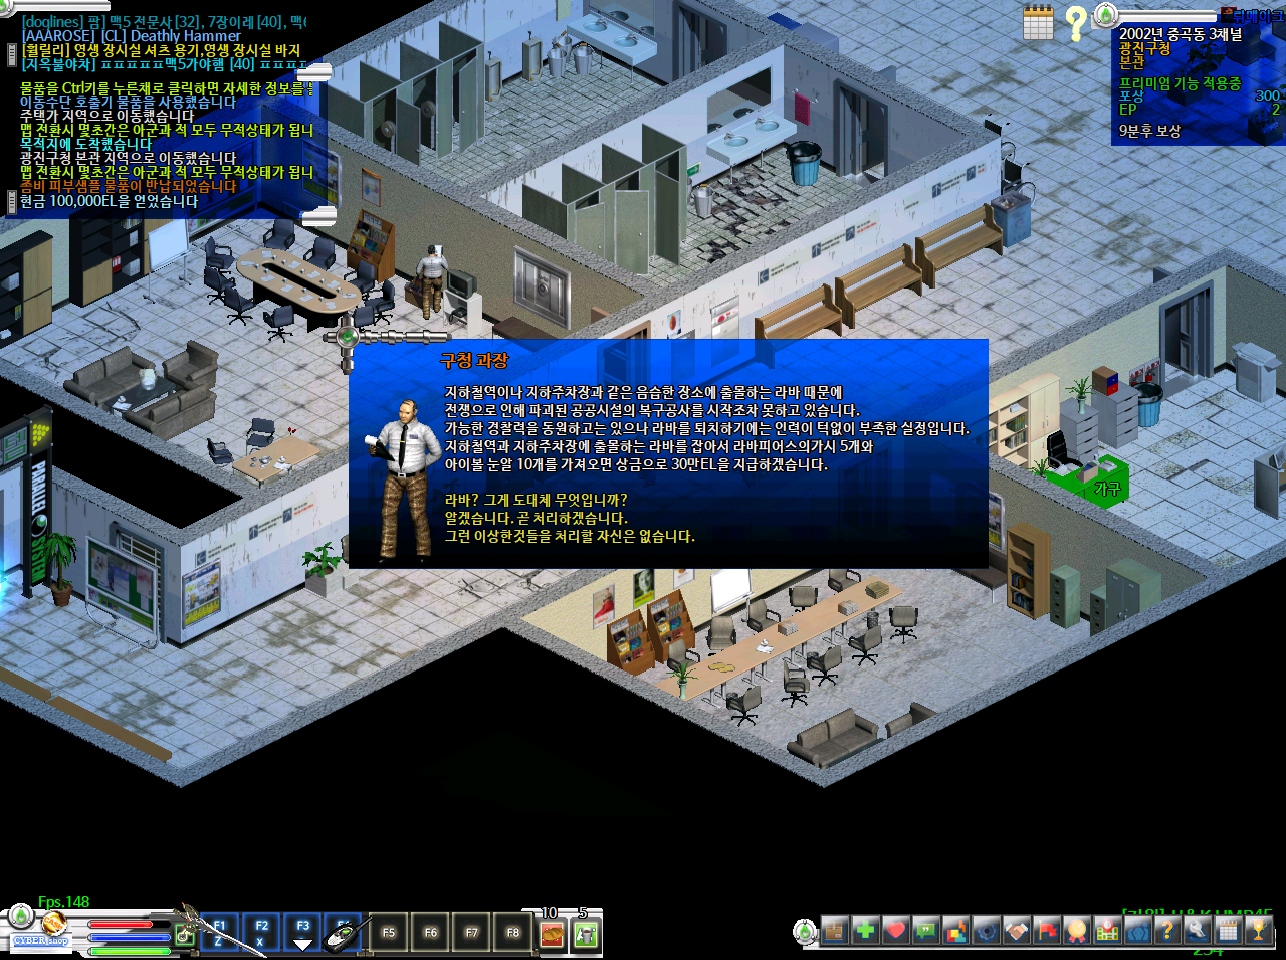 [doqlines] 팜] 맥5 전문사 [32], 7장이레 [40], 맥6
[AAAROSE] [CL] Deathly Hammer
[휠릴리] 영생 장시실 셔츠 용기,영생 장시실 바지
[지옥불야차] ㅍㅍㅍㅍㅍ맥5가야햄 [40] ㅍㅍㅍㅍ
물품을 Ctrl키를 누른채로 클릭하면 자세한 정보를
이동수단 호출기 물품을 사용했습니다
주택가 지역으로 이동했습니다
맵 전환시 몇초간은 아군과 적 모두 무적상태가 됩니
목적지에 도착했습니다
광진구청 본관 지역으로 이동했습니다
맵 전환시 몇초간은 아군과 적 모두 무적상태가 됩니
좀비 피부샘플 물품이 반납되었습니다
현금 100,000EL을 얻었습니다
2002년 중곡동 3채널
광진구청
본관
프리미엄 기능 적용중
포상 300
EP 2
9분후 보상
구청 과장
지하철역이나 지하주차장과 같은 음습한 장소에 출몰하는 라바 때문에
전쟁으로 인해 파괴된 공공시설의 복구공사를 시작조차 못하고 있습니다.
가능한 경찰력을 동원하고는 있으나 라바를 퇴치하기에는 인력이 턱없이 부족한 실정입니다.
지하철역과 지하주차장에 출몰하는 라바를 잡아서 라바피어스의가시 5개와
아이볼 눈알 10개를 가져오면 상금으로 30만EL을 지급하겠습니다.
라바? 그게 도대체 무엇입니까?
알겠습니다. 곧 처리하겠습니다.
그런 이상한것들을 처리할 자신은 없습니다.
가구
Fps.148
CYBER shop
F1 F2 F3 F4 F5 F6 F7 F8
Z X
10 5
234